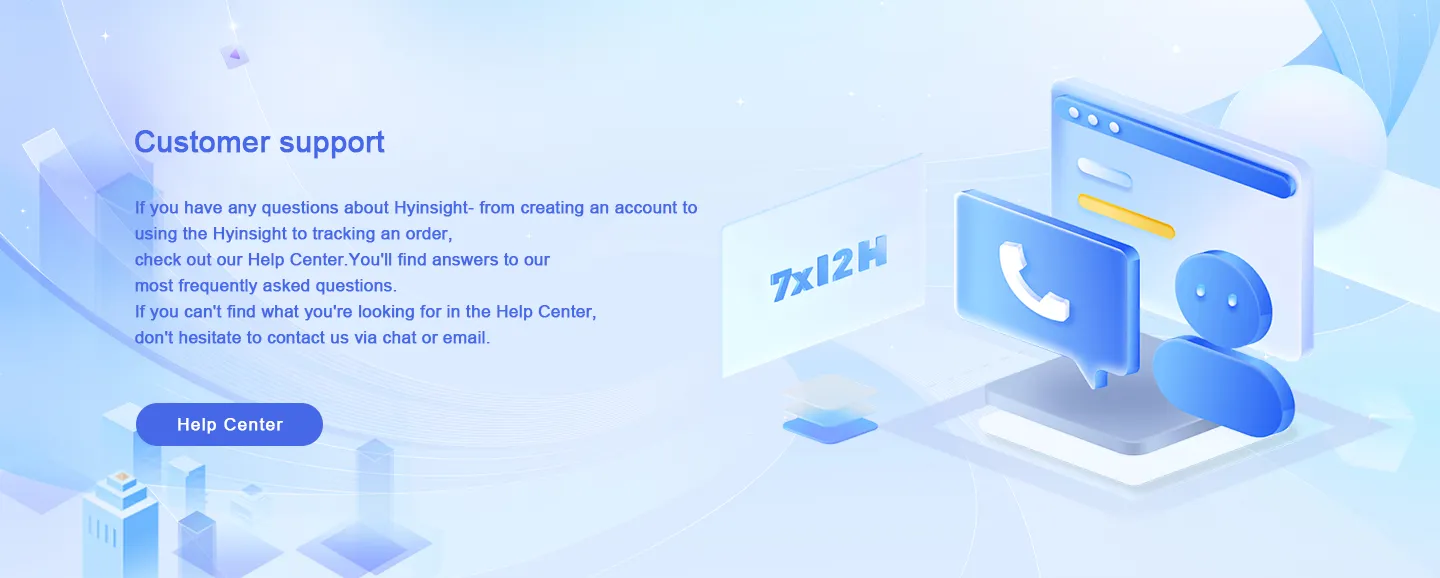 Customer support
If you have any questions about Hyinsight- from creating an account to
using the Hyinsight to tracking an order,
check out our Help Center.You'll find answers to our
most frequently asked questions.
If you can't find what you're looking for in the Help Center,
don't hesitate to contact us via chat or email.
Help Center
7x12H